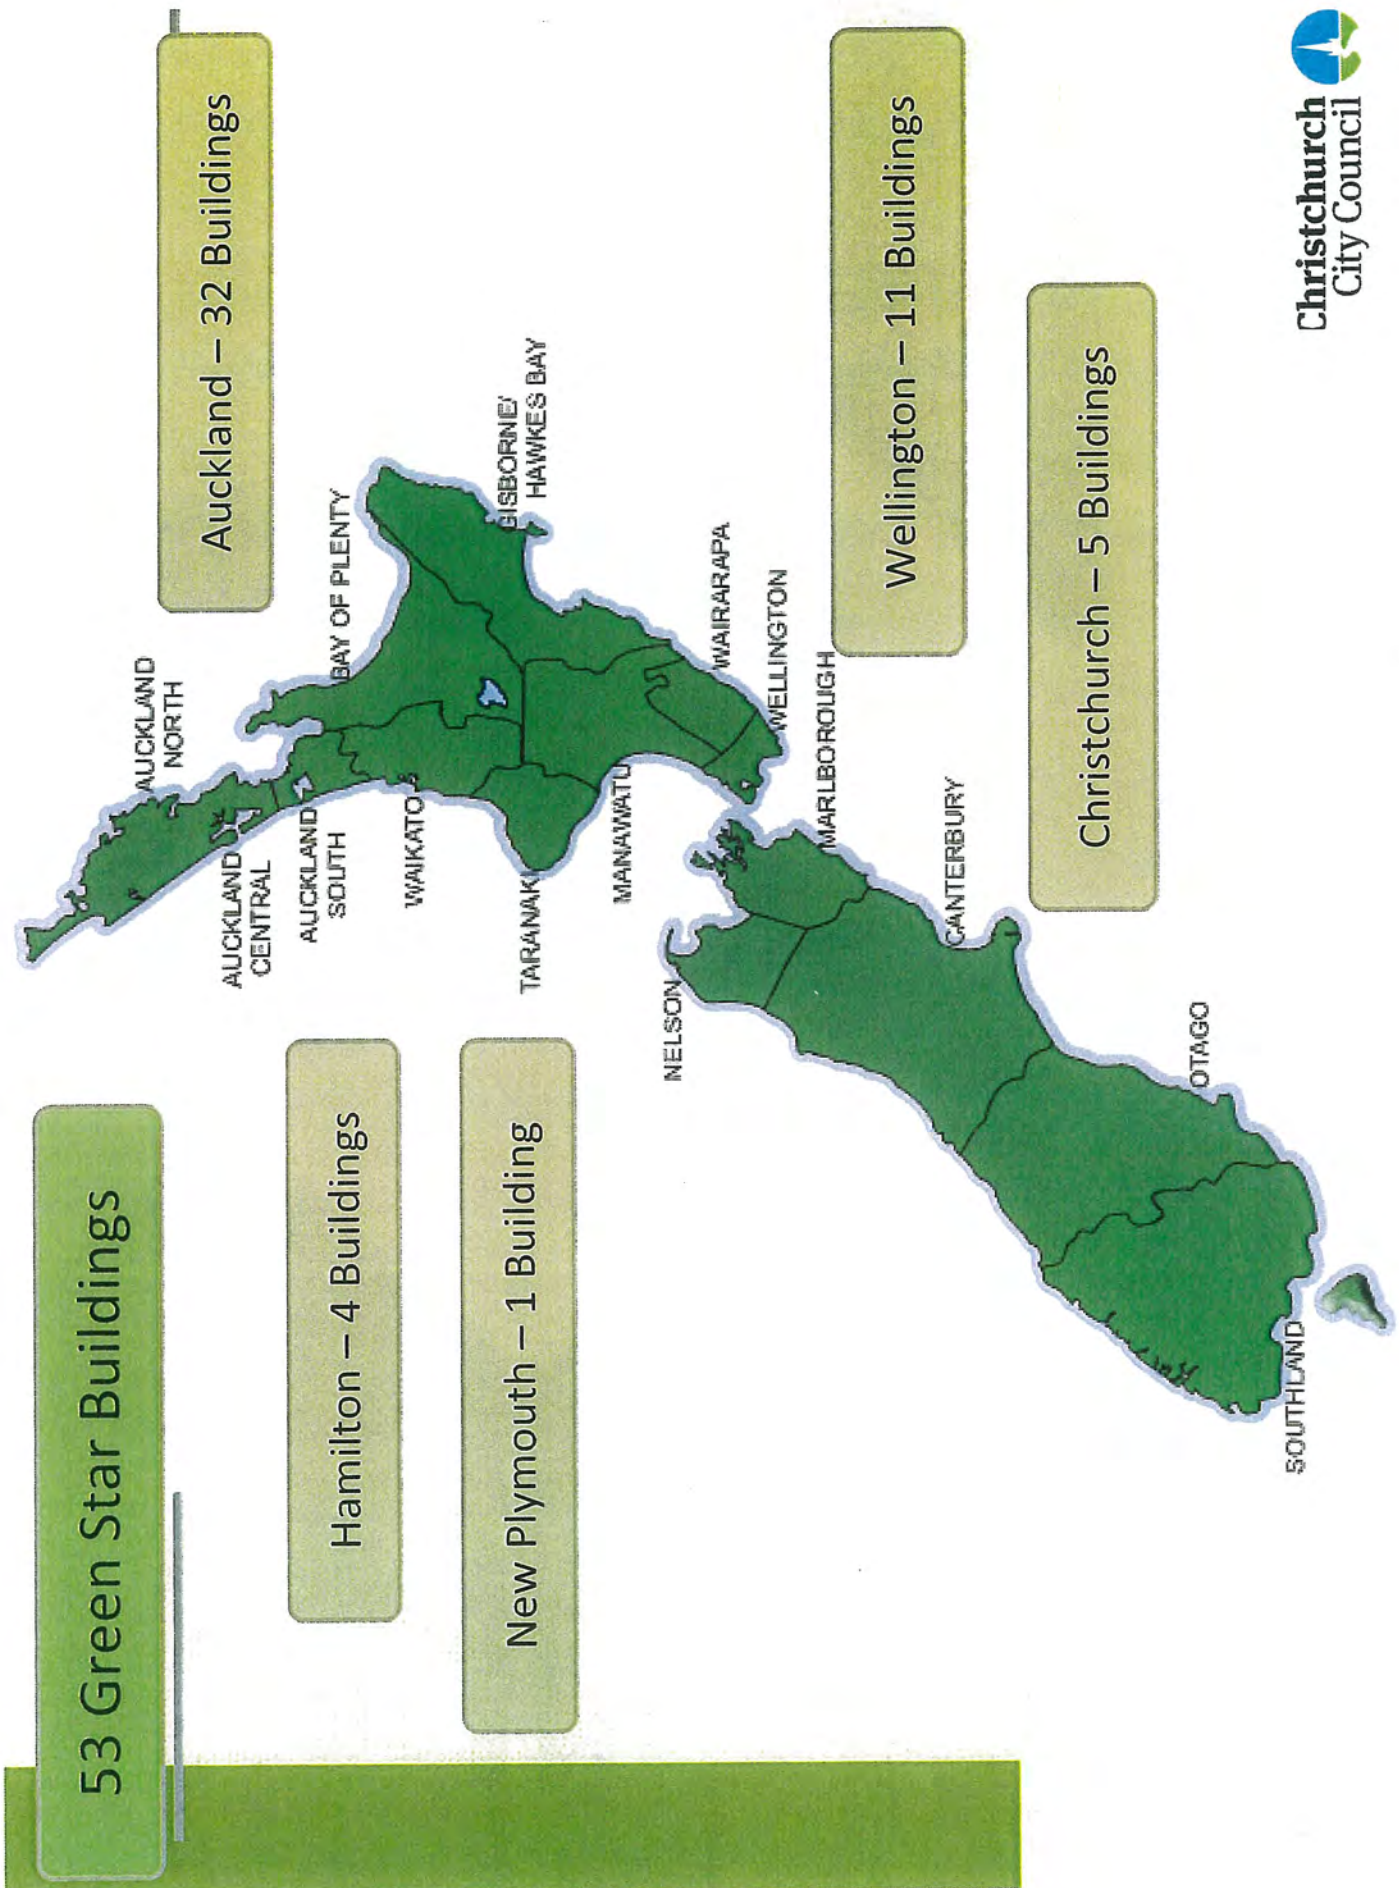 53 Green Star Buildings
Auckland – 32 Buildings
Hamilton – 4 Buildings
New Plymouth – 1 Building
Wellington – 11 Buildings
Christchurch – 5 Buildings
AUCKLAND
NORTH
AUCKLAND
CENTRAL
AUCKLAND
SOUTH
BAY OF PLENTY
WAIKATO
GISBORNE/
HAWKES BAY
TARANAKI
MANAWATU
WAIRARAPA
WELLINGTON
NELSON
MARLBOROUGH
CANTERBURY
OTAGO
SOUTHLAND
Christchurch
City Council